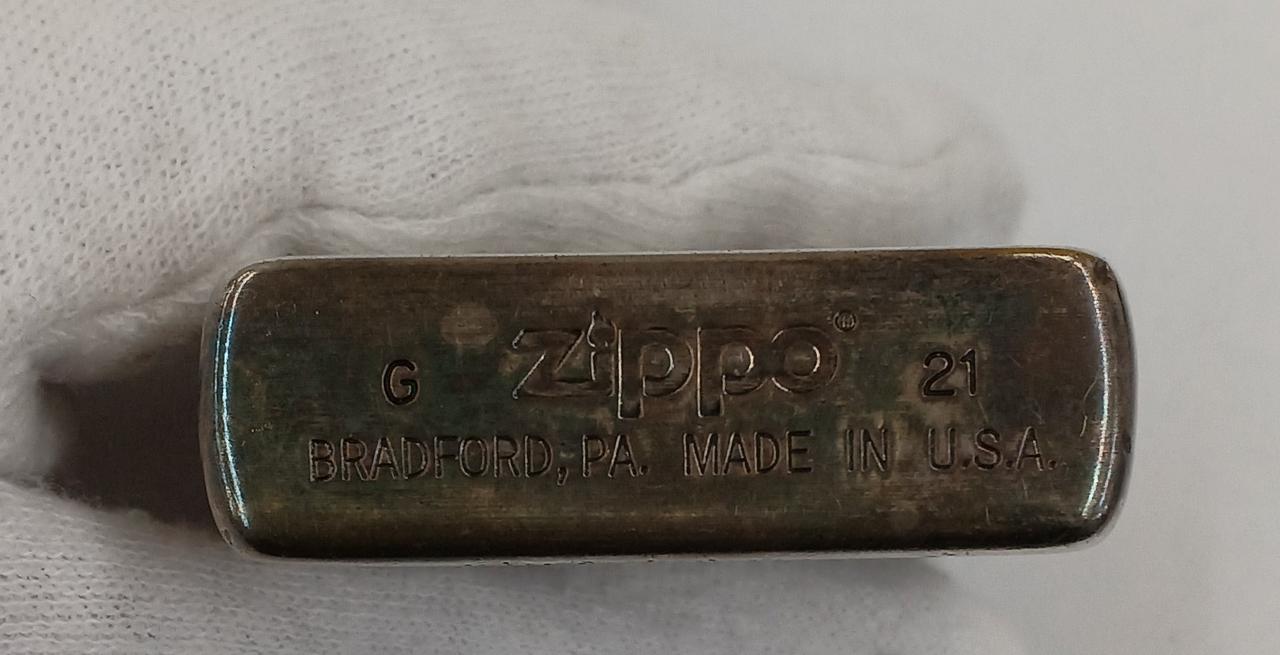 G zippo® 21
BRADFORD, PA. MADE IN U.S.A.